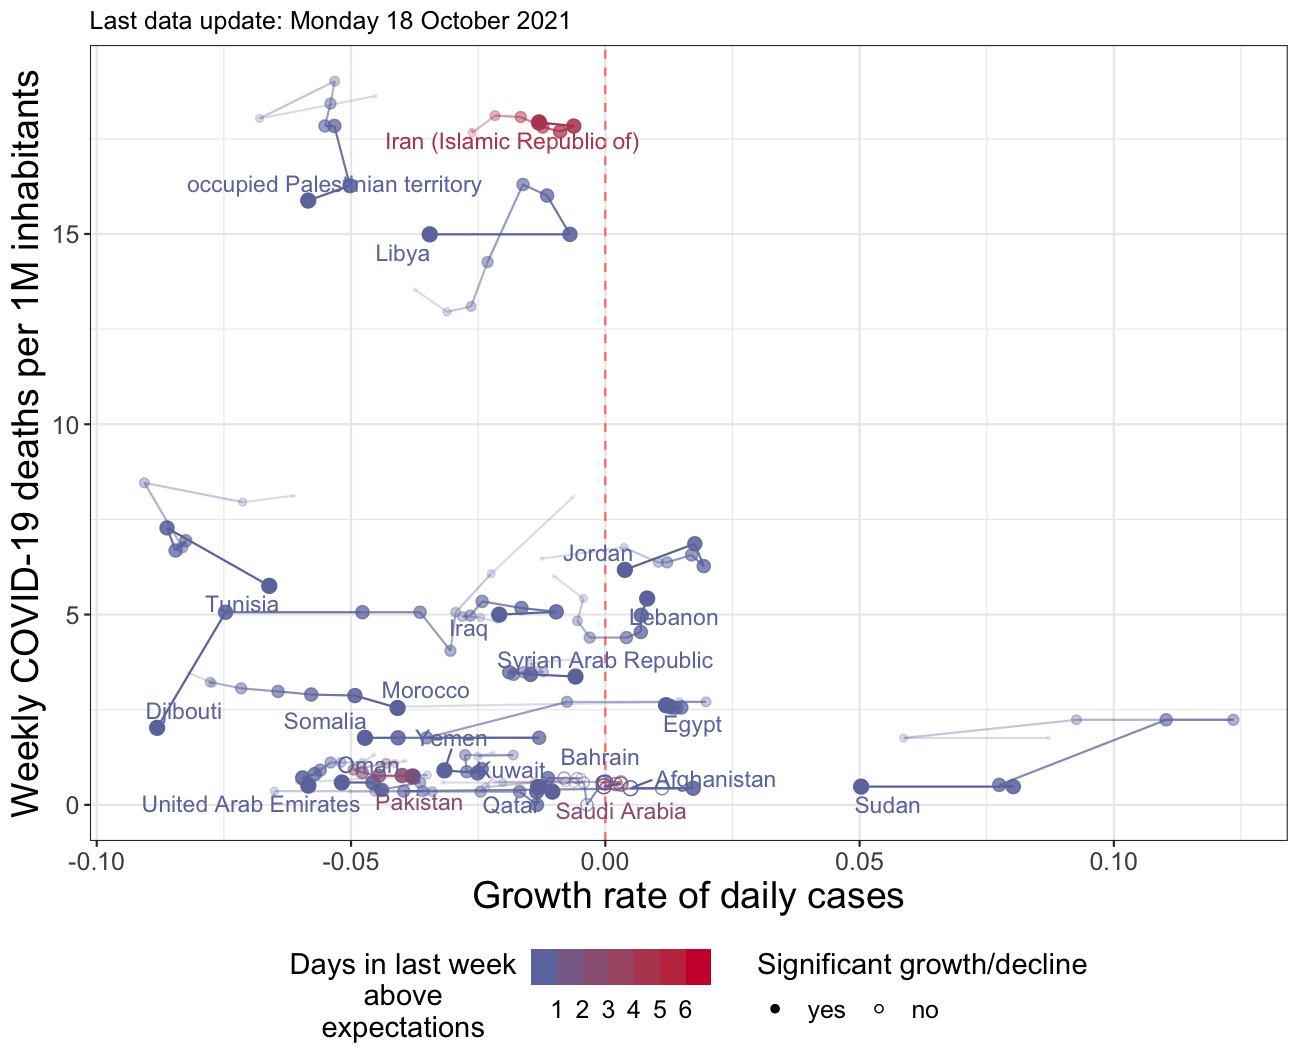 Last data update: Monday 18 October 2021
Weekly COVID-19 deaths per 1M inhabitants
15
10
5
0
Iran (Islamic Republic of)
occupied Palestinian territory
Libya
Jordan
Tunisia
Iraq
Lebanon
Syrian Arab Republic
Morocco
Djibouti
Somalia
Egypt
Yemen
Bahrain
Oman
Kuwait
Afghanistan
United Arab Emirates
Pakistan
Qatar
Saudi Arabia
Sudan
-0.10
-0.05
0.00
0.05
0.10
Growth rate of daily cases
Days in last week
above
expectations
1 2 3 4 5 6
Significant growth/decline
yes
no